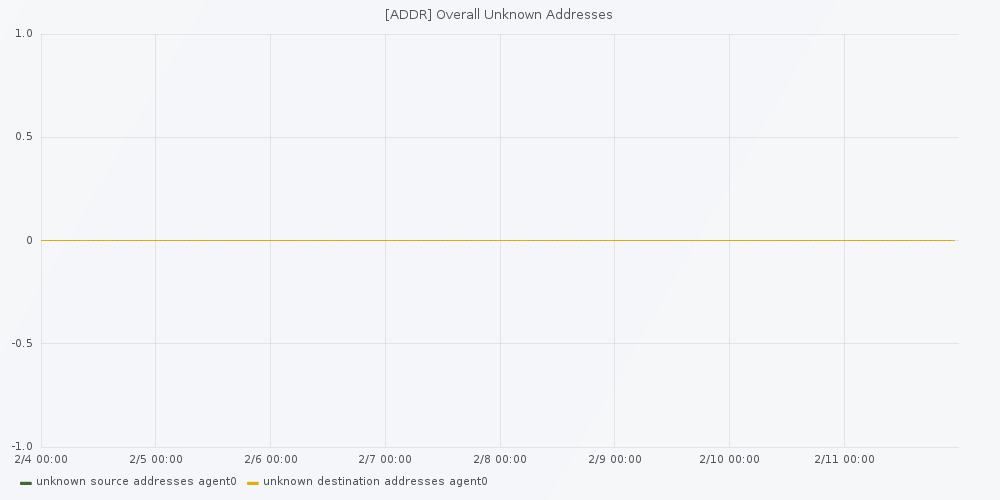 [ADDR] Overall Unknown Addresses
1.0
0.5
0
-0.5
-1.0
2/4 00:00 2/5 00:00 2/6 00:00 2/7 00:00 2/8 00:00 2/9 00:00 2/10 00:00 2/11 00:00
unknown source addresses agent0 unknown destination addresses agent0